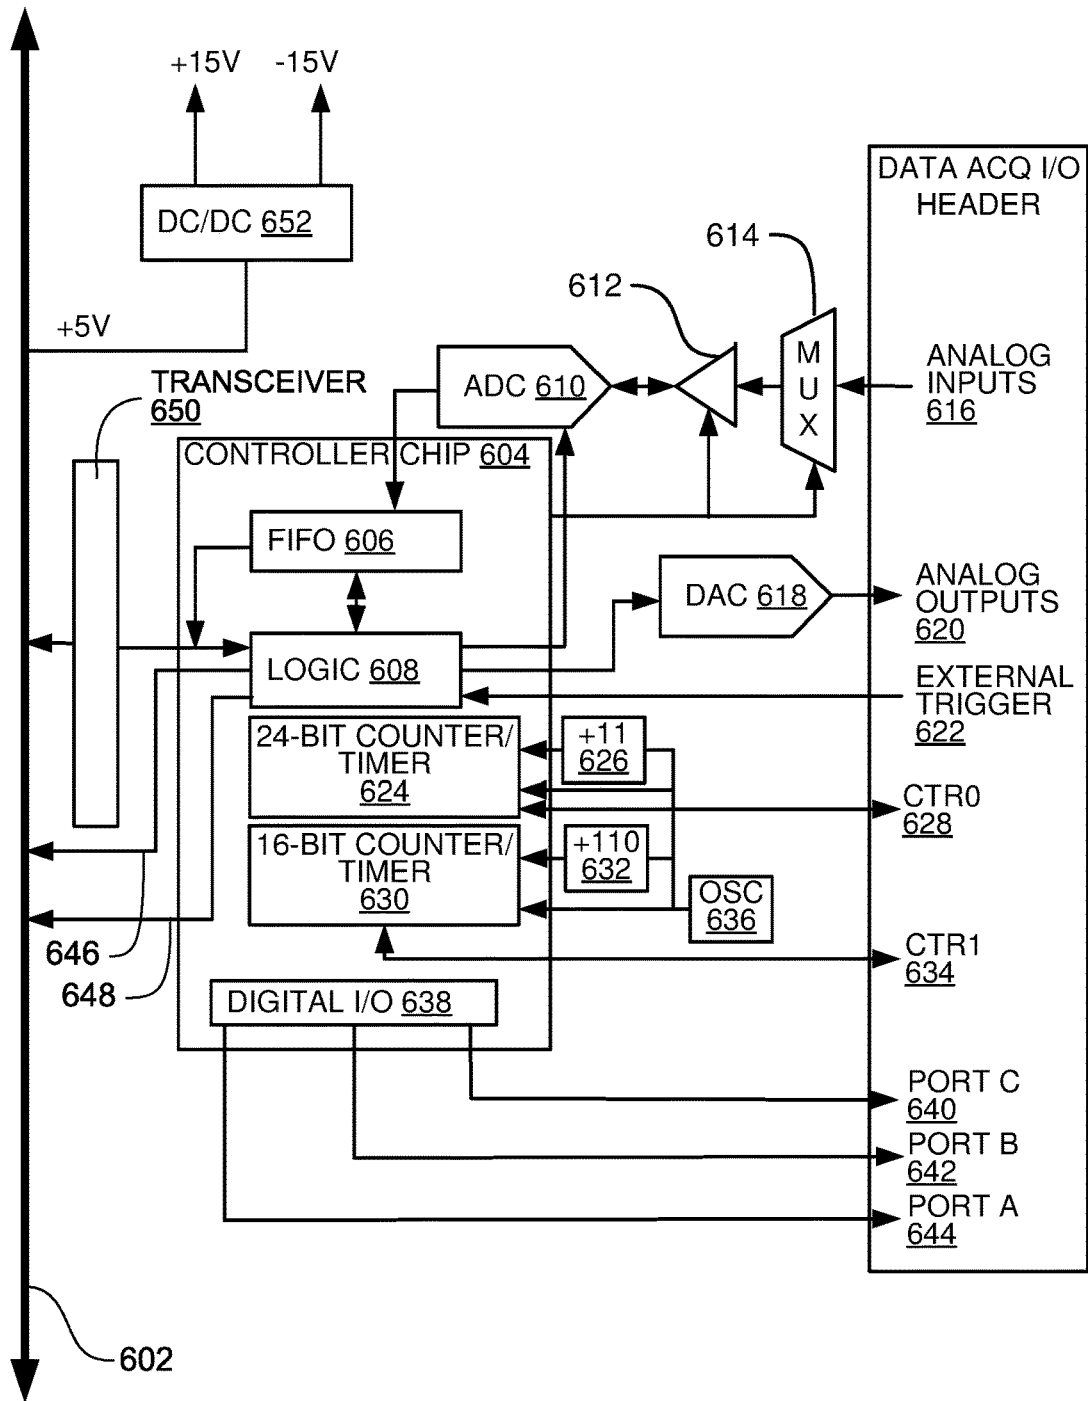 +15V -15V
DC/DC 652
+5V
DATA ACQ I/O
HEADER
614
612
MUX
ANALOG
INPUTS
616
ADC 610
TRANSCEIVER
650
CONTROLLER CHIP 604
FIFO 606
LOGIC 608
DAC 618
ANALOG
OUTPUTS
620
EXTERNAL
TRIGGER
622
24-BIT COUNTER/
TIMER
624
+11
626
CTR0
628
16-BIT COUNTER/
TIMER
630
+110
632
OSC
636
CTR1
634
646
648
DIGITAL I/O 638
PORT C
640
PORT B
642
PORT A
644
602